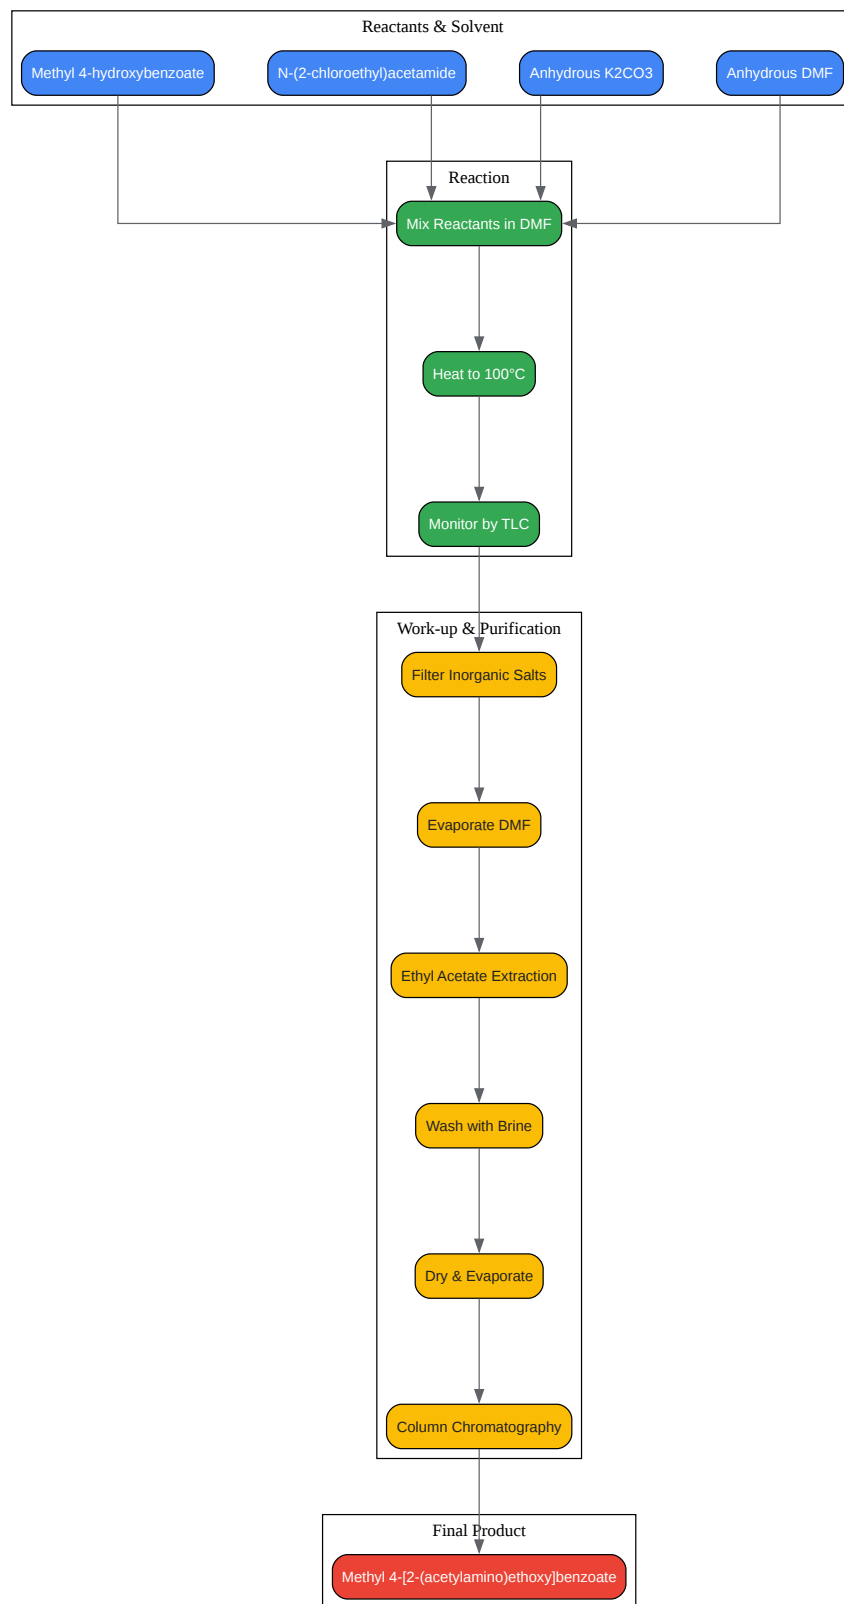 Reactants & Solvent
Methyl 4-hydroxybenzoate
N-(2-chloroethyl)acetamide
Anhydrous K2CO3
Anhydrous DMF
Reaction
Mix Reactants in DMF
Heat to 100°C
Monitor by TLC
Work-up & Purification
Filter Inorganic Salts
Evaporate DMF
Ethyl Acetate Extraction
Wash with Brine
Dry & Evaporate
Column Chromatography
Final Product
Methyl 4-[2-(acetylamino)ethoxy]benzoate